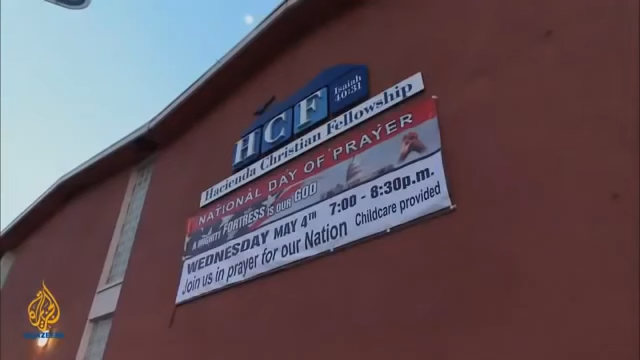 HCF
Isaiah
40:31
Hacienda Christian Fellowship
NATIONAL DAY OF PRAYER
A MIGHTY FORTRESS IS OUR GOD
WEDNESDAY MAY 4TH 7:00 - 8:30p.m.
Join us in prayer for our Nation Childcare provided